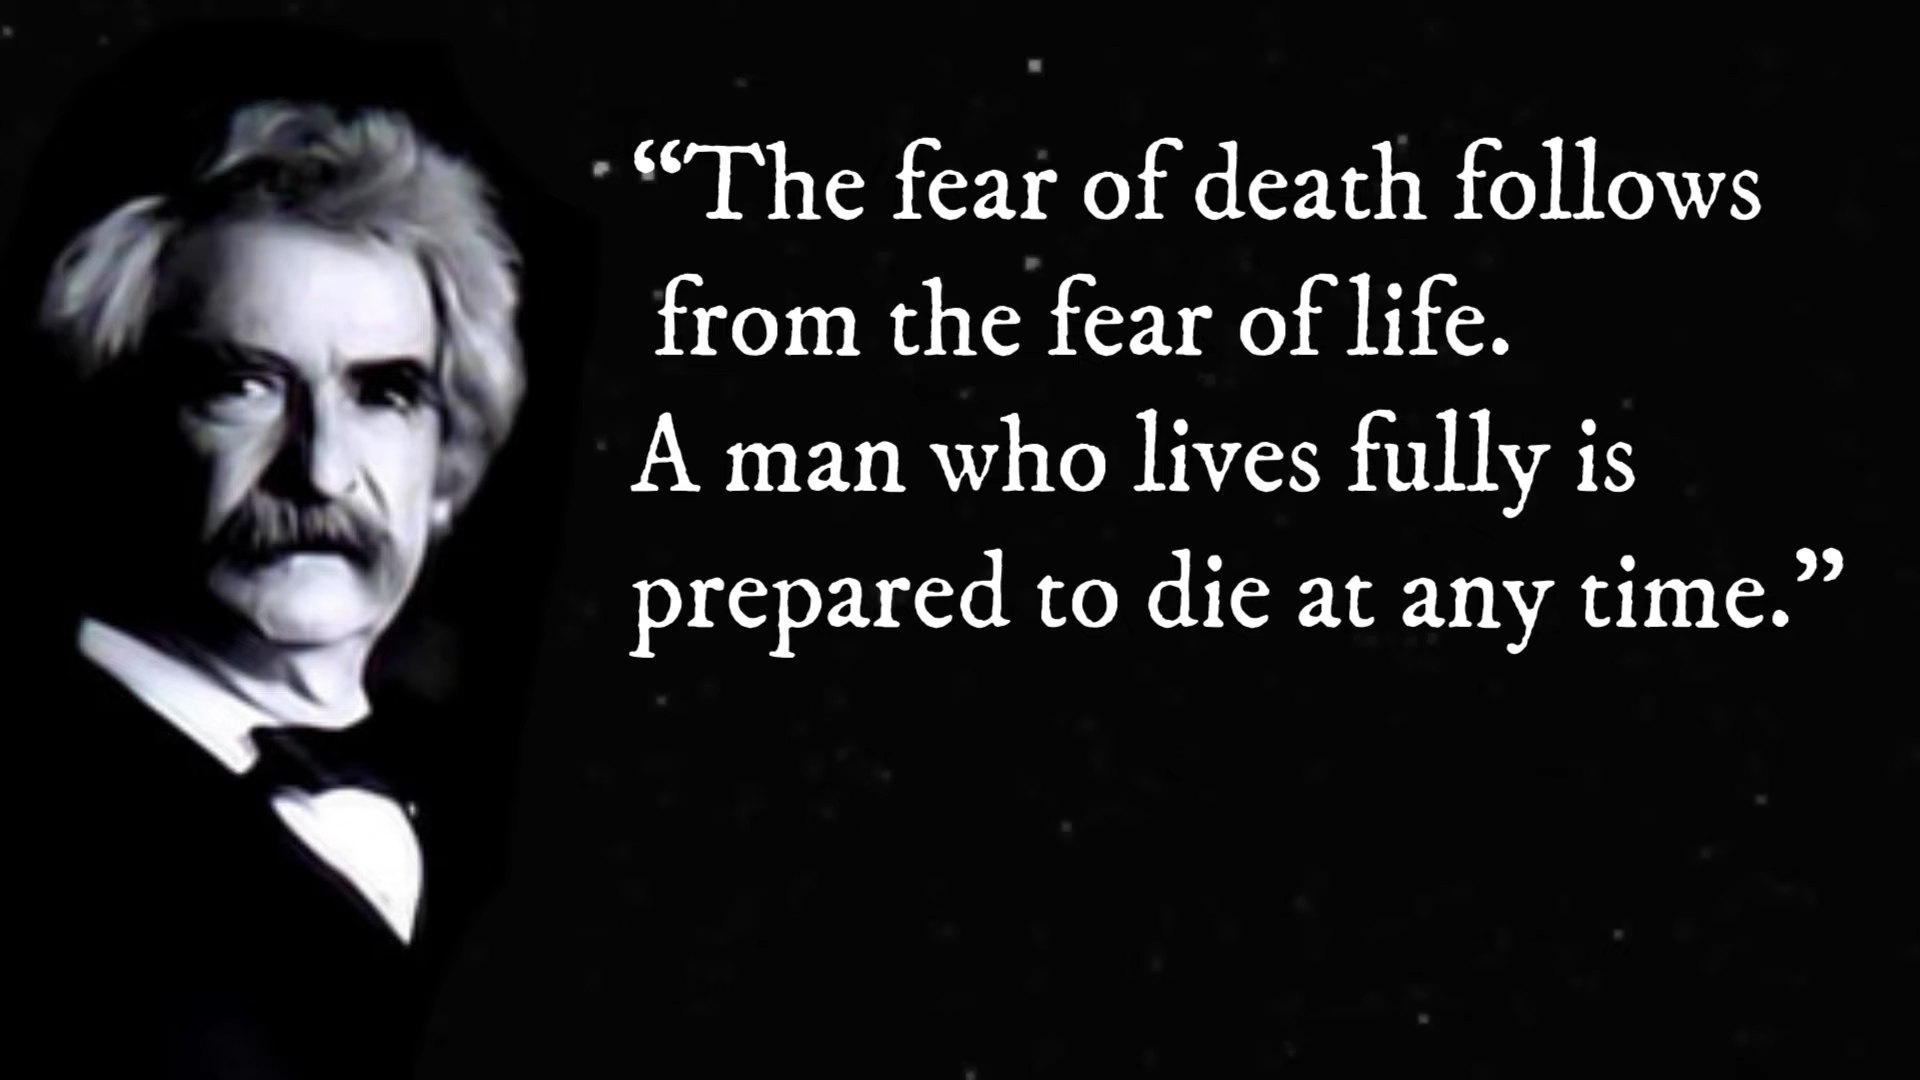 “The fear of death follows
from the fear of life.
A man who lives fully is
prepared to die at any time.”